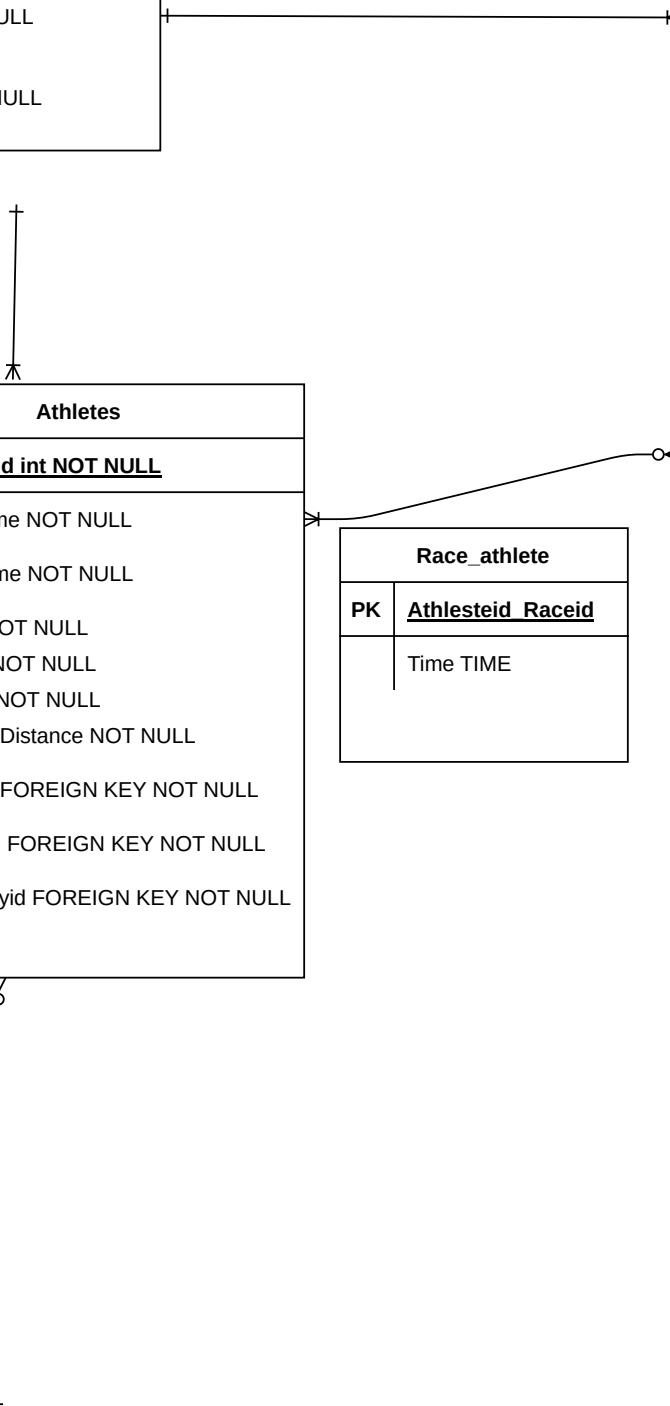 ULL
NULL
Athletes
d int NOT NULL
me NOT NULL
me NOT NULL
OT NULL
NOT NULL
NOT NULL
Distance NOT NULL
FOREIGN KEY NOT NULL
FOREIGN KEY NOT NULL
yid FOREIGN KEY NOT NULL
Race_athlete
PK Athlesteid_Raceid
Time TIME